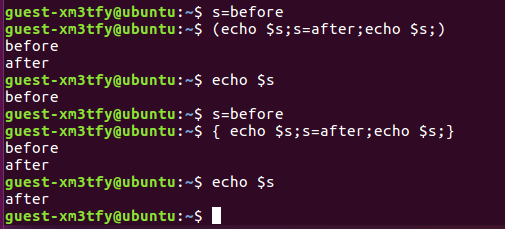 guest-xm3tfy@ubuntu:~$ s=before
guest-xm3tfy@ubuntu:~$ (echo $s;s=after;echo $s;)
before
after
guest-xm3tfy@ubuntu:~$ echo $s
before
guest-xm3tfy@ubuntu:~$ s=before
guest-xm3tfy@ubuntu:~$ { echo $s;s=after;echo $s;}
before
after
guest-xm3tfy@ubuntu:~$ echo $s
after
guest-xm3tfy@ubuntu:~$